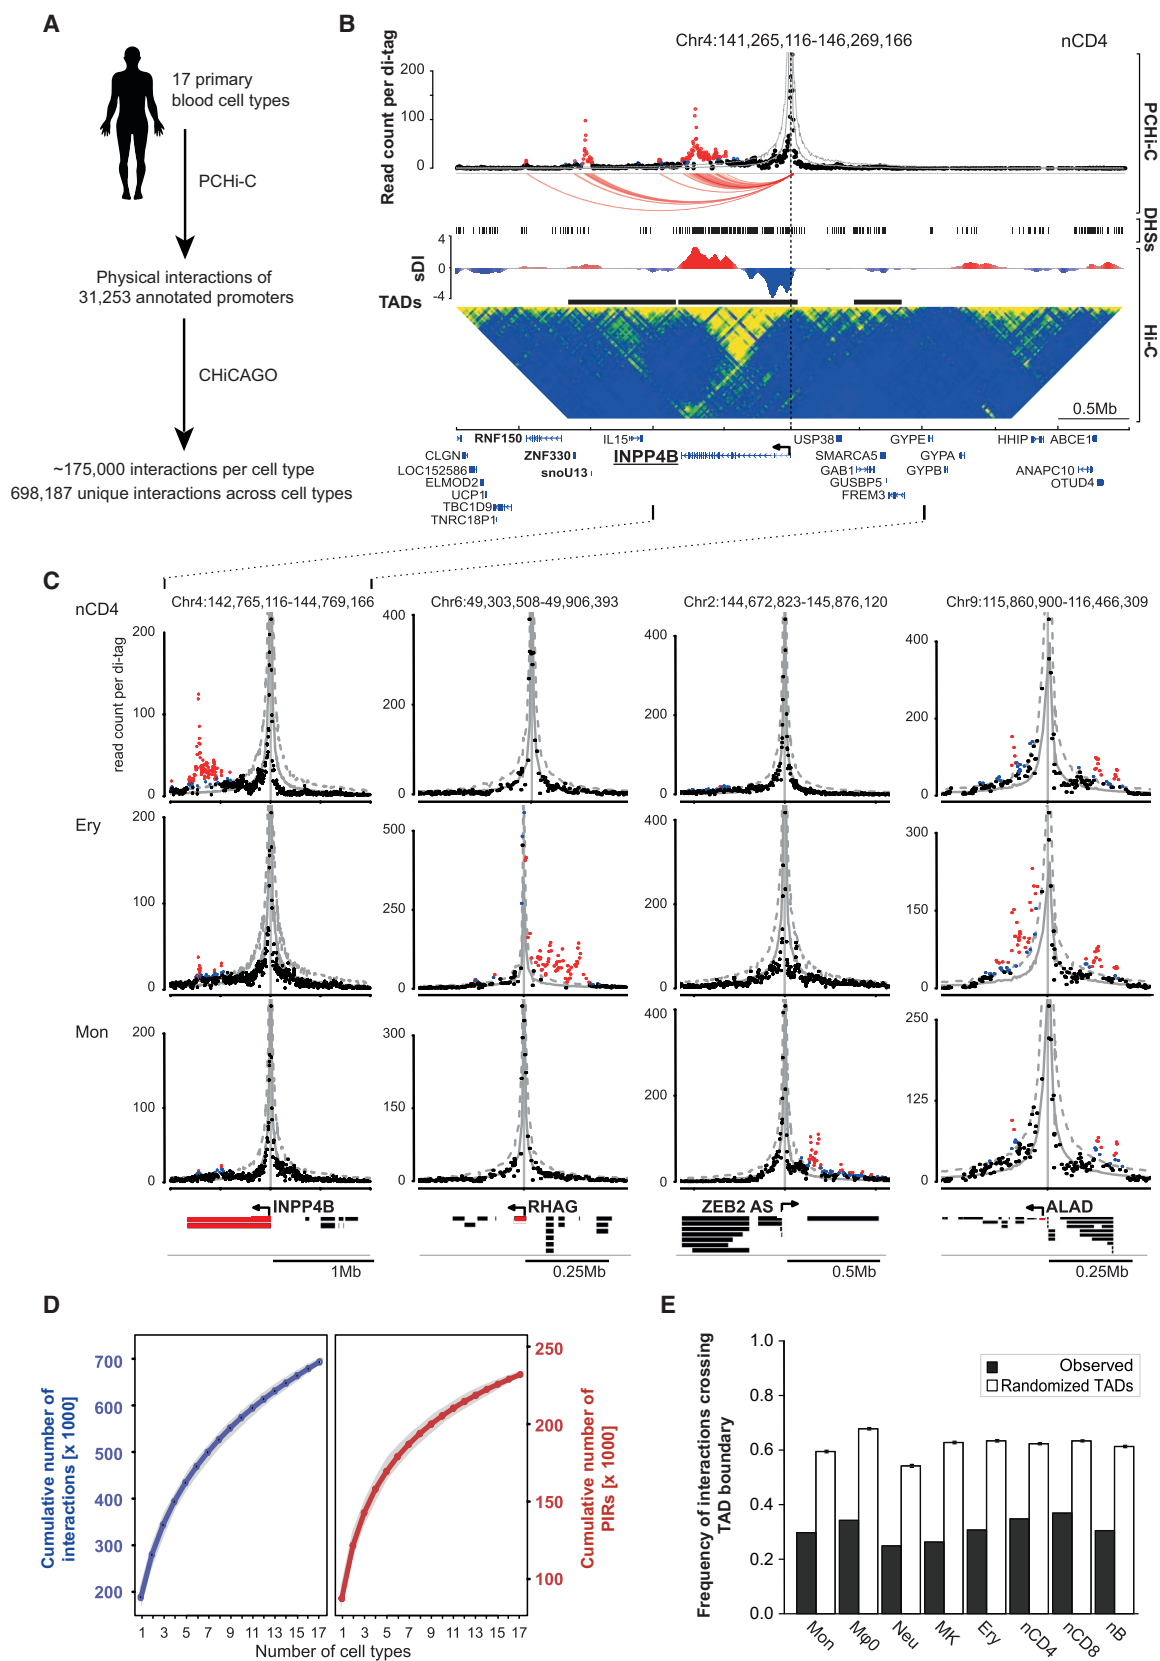 A
17 primary
blood cell types
PCHi-C
Physical interactions of
31,253 annotated promoters
CHiCAGO
~175,000 interactions per cell type
698,187 unique interactions across cell types
B
Chr4:141,265,116-146,269,166
nCD4
Read count per di-tag
200
100
0
PCHi-C
DHSs
sDI
4
0
-4
TADs
Hi-C
0.5Mb
RNF150
IL15
USP38
GYPE
HHIP
ABCE1
CLGN
ZNF330
INPP4B
SMARCA5
GYPA
LOC152586
snoU13
GAB1
GYPB
ANAPC10
ELMOD2
GUSBP5
OTUD4
UCP1
FREM3
TBC1D9
TNRC18P1
C
nCD4
Chr4:142,765,116-144,769,166
Chr6:49,303,508-49,906,393
Chr2:144,672,823-145,876,120
Chr9:115,860,900-116,466,309
read count per di-tag
200
100
0
400
200
0
400
200
0
400
200
0
Ery
200
100
0
500
250
0
400
200
0
300
150
0
Mon
200
100
0
300
150
0
400
200
0
250
125
0
INPP4B
RHAG
ZEB2 AS
ALAD
1Mb
0.25Mb
0.5Mb
0.25Mb
D
Cumulative number of
interactions [x 1000]
700
600
500
400
300
200
1 3 5 7 9 11 13 15 17
250
200
150
100
Cumulative number of
PIRs [x 1000]
1 3 5 7 9 11 13 15 17
Number of cell types
E
Frequency of interactions crossing
TAD boundary
1.0
0.8
0.6
0.4
0.2
0.0
Observed
Randomized TADs
Mon
Mφ0
Neu
MK
Ery
nCD4
nCD8
nB